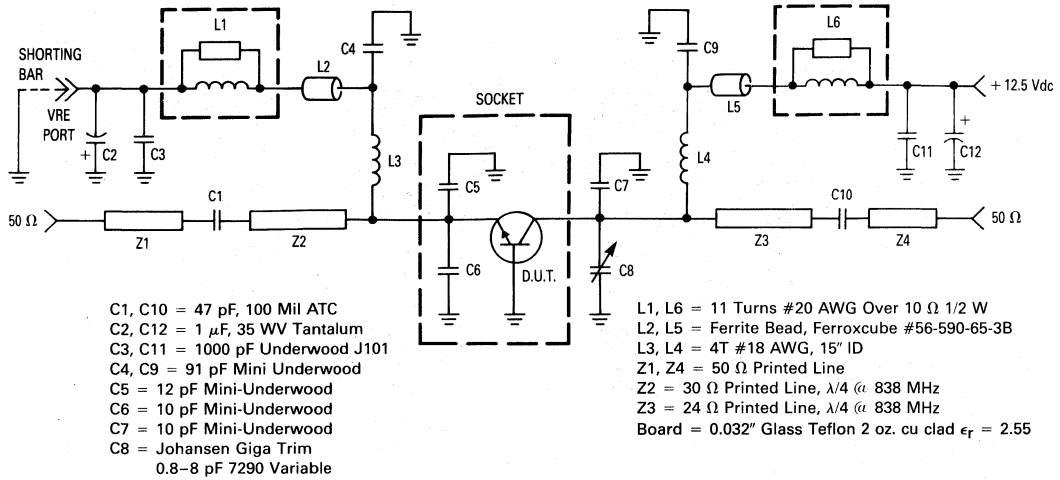 L1
L6
C4
C9
SHORTING
BAR
L2
L5
+ 12.5 Vdc
VRE
PORT
SOCKET
+
C2
C3
C11
+
C12
L3
L4
C5
C7
50 Ω
C1
C10
50 Ω
Z1
Z2
Z3
Z4
C6
D.U.T.
C8
C1, C10 = 47 pF, 100 Mil ATC
C2, C12 = 1 μF, 35 WV Tantalum
C3, C11 = 1000 pF Underwood J101
C4, C9 = 91 pF Mini Underwood
C5 = 12 pF Mini-Underwood
C6 = 10 pF Mini-Underwood
C7 = 10 pF Mini-Underwood
C8 = Johansen Giga Trim
0.8–8 pF 7290 Variable
L1, L6 = 11 Turns #20 AWG Over 10 Ω 1/2 W
L2, L5 = Ferrite Bead, Ferroxcube #56-590-65-3B
L3, L4 = 4T #18 AWG, 15″ ID
Z1, Z4 = 50 Ω Printed Line
Z2 = 30 Ω Printed Line, λ/4 @ 838 MHz
Z3 = 24 Ω Printed Line, λ/4 @ 838 MHz
Board = 0.032″ Glass Teflon 2 oz. cu clad ϵr = 2.55